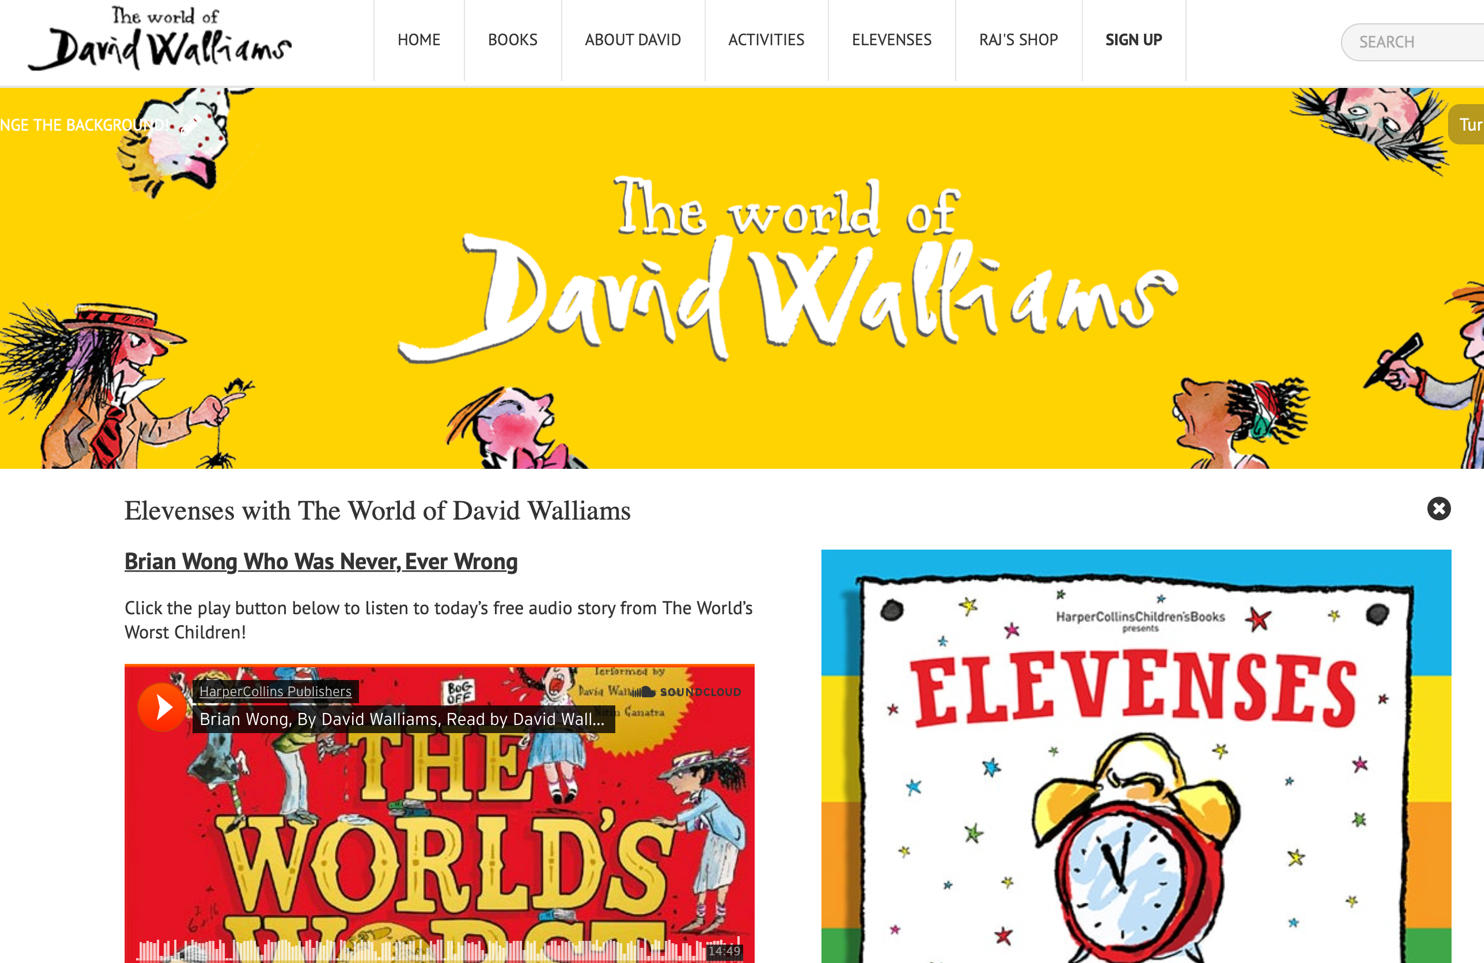 The world of
David Walliams
HOME
BOOKS
ABOUT DAVID
ACTIVITIES
ELEVENSES
RAJ'S SHOP
SIGN UP
SEARCH
NGE THE BACKGROUND!
Tur
The world of
David Walliams
Elevenses with The World of David Walliams
Brian Wong Who Was Never, Ever Wrong
Click the play button below to listen to today’s free audio story from The World’s
Worst Children!
HarperCollins Publishers
Brian Wong, By David Walliams, Read by David Wall...
BOG
OFF
Performed by
David Wal
Ganatra
SOUNDCLOUD
THE
WORLD'S
WORST
14:49
HarperCollinsChildren'sBooks
presents
ELEVENSES